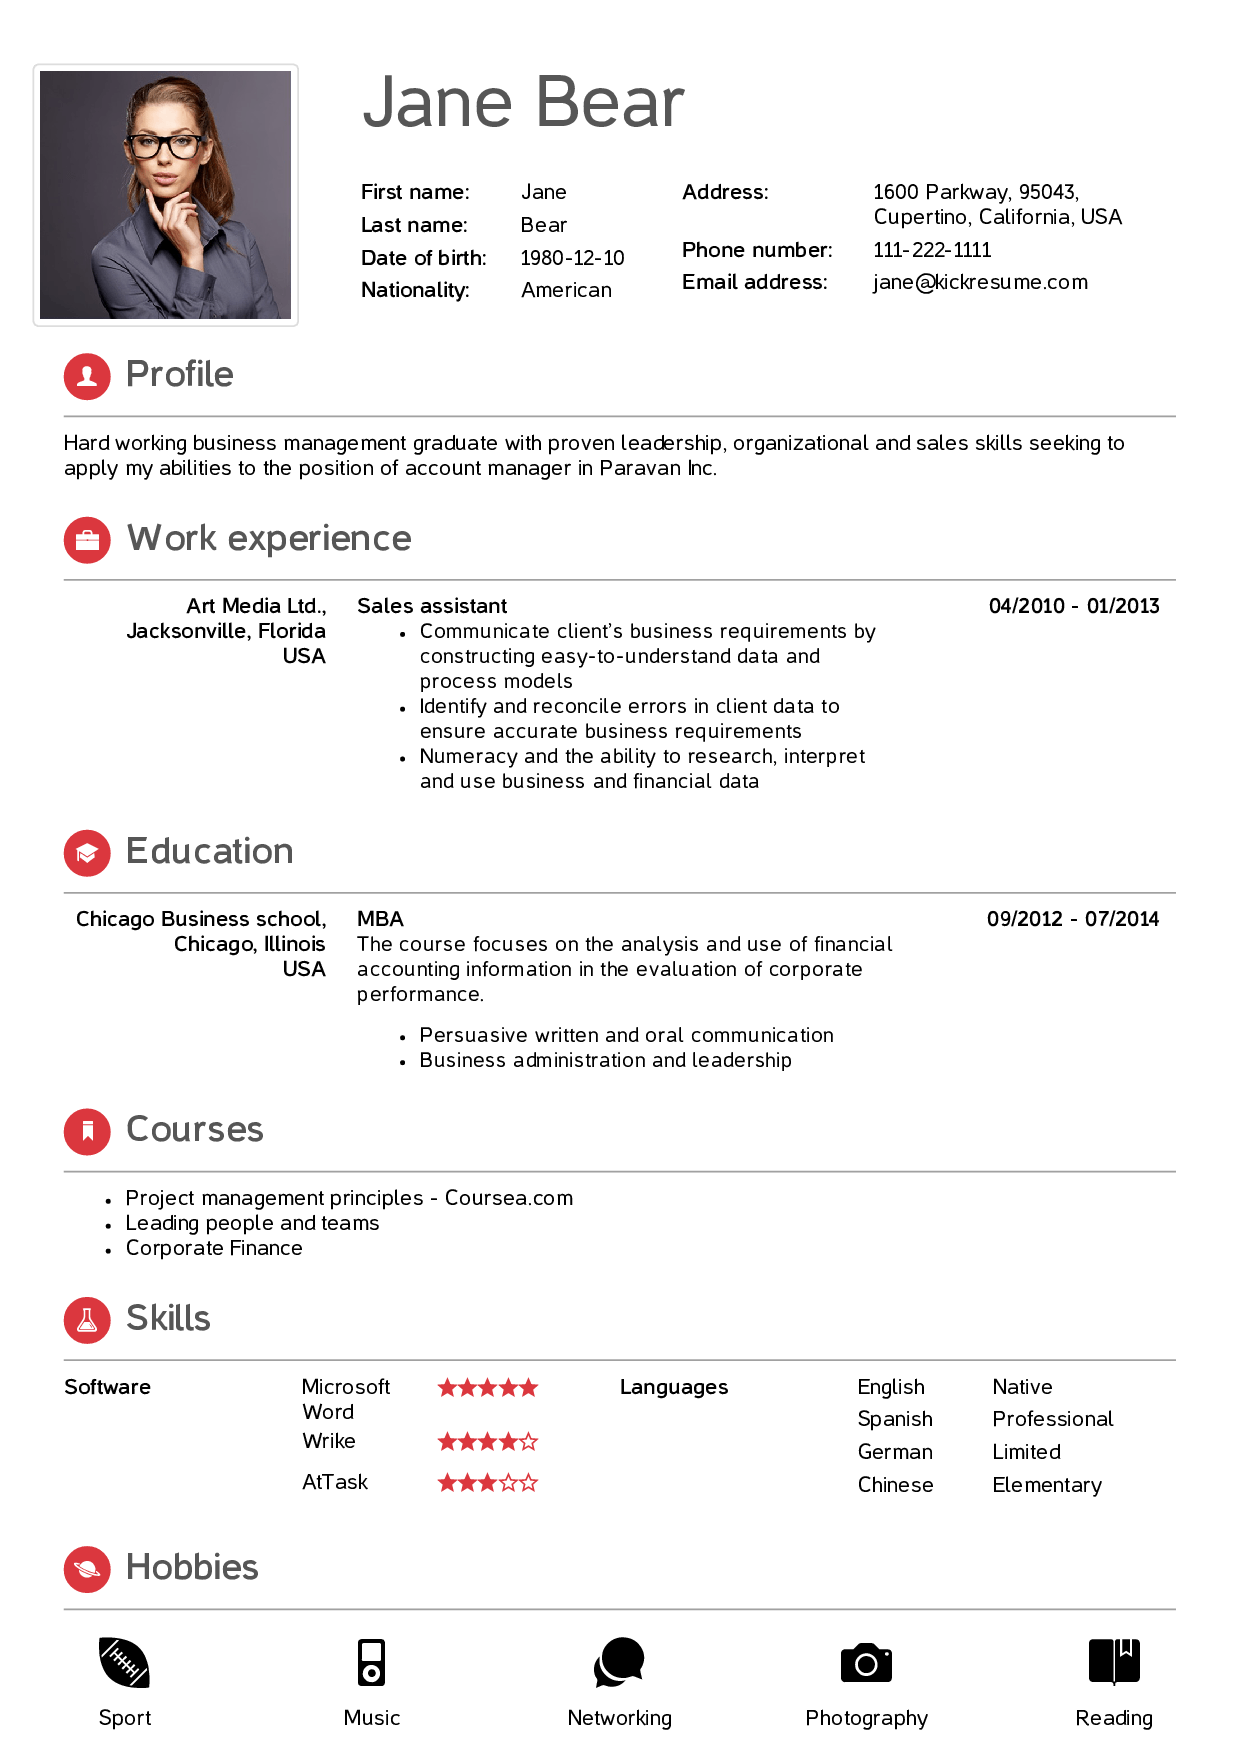 Jane Bear
First name: Jane
Last name: Bear
Date of birth: 1980-12-10
Nationality: American
Address: 1600 Parkway, 95043,
Cupertino, California, USA
Phone number: 111-222-1111
Email address: jane@kickresume.com
Profile
Hard working business management graduate with proven leadership, organizational and sales skills seeking to
apply my abilities to the position of account manager in Paravan Inc.
Work experience
Art Media Ltd.,
Jacksonville, Florida
USA
Sales assistant
04/2010 - 01/2013
• Communicate client's business requirements by
constructing easy-to-understand data and
process models
• Identify and reconcile errors in client data to
ensure accurate business requirements
• Numeracy and the ability to research, interpret
and use business and financial data
Education
Chicago Business school,
Chicago, Illinois
USA
MBA
09/2012 - 07/2014
The course focuses on the analysis and use of financial
accounting information in the evaluation of corporate
performance.
• Persuasive written and oral communication
• Business administration and leadership
Courses
• Project management principles - Coursea.com
• Leading people and teams
• Corporate Finance
Skills
Software
Microsoft
Word
Wrike
AtTask
Languages
English Native
Spanish Professional
German Limited
Chinese Elementary
Hobbies
Sport
Music
Networking
Photography
Reading